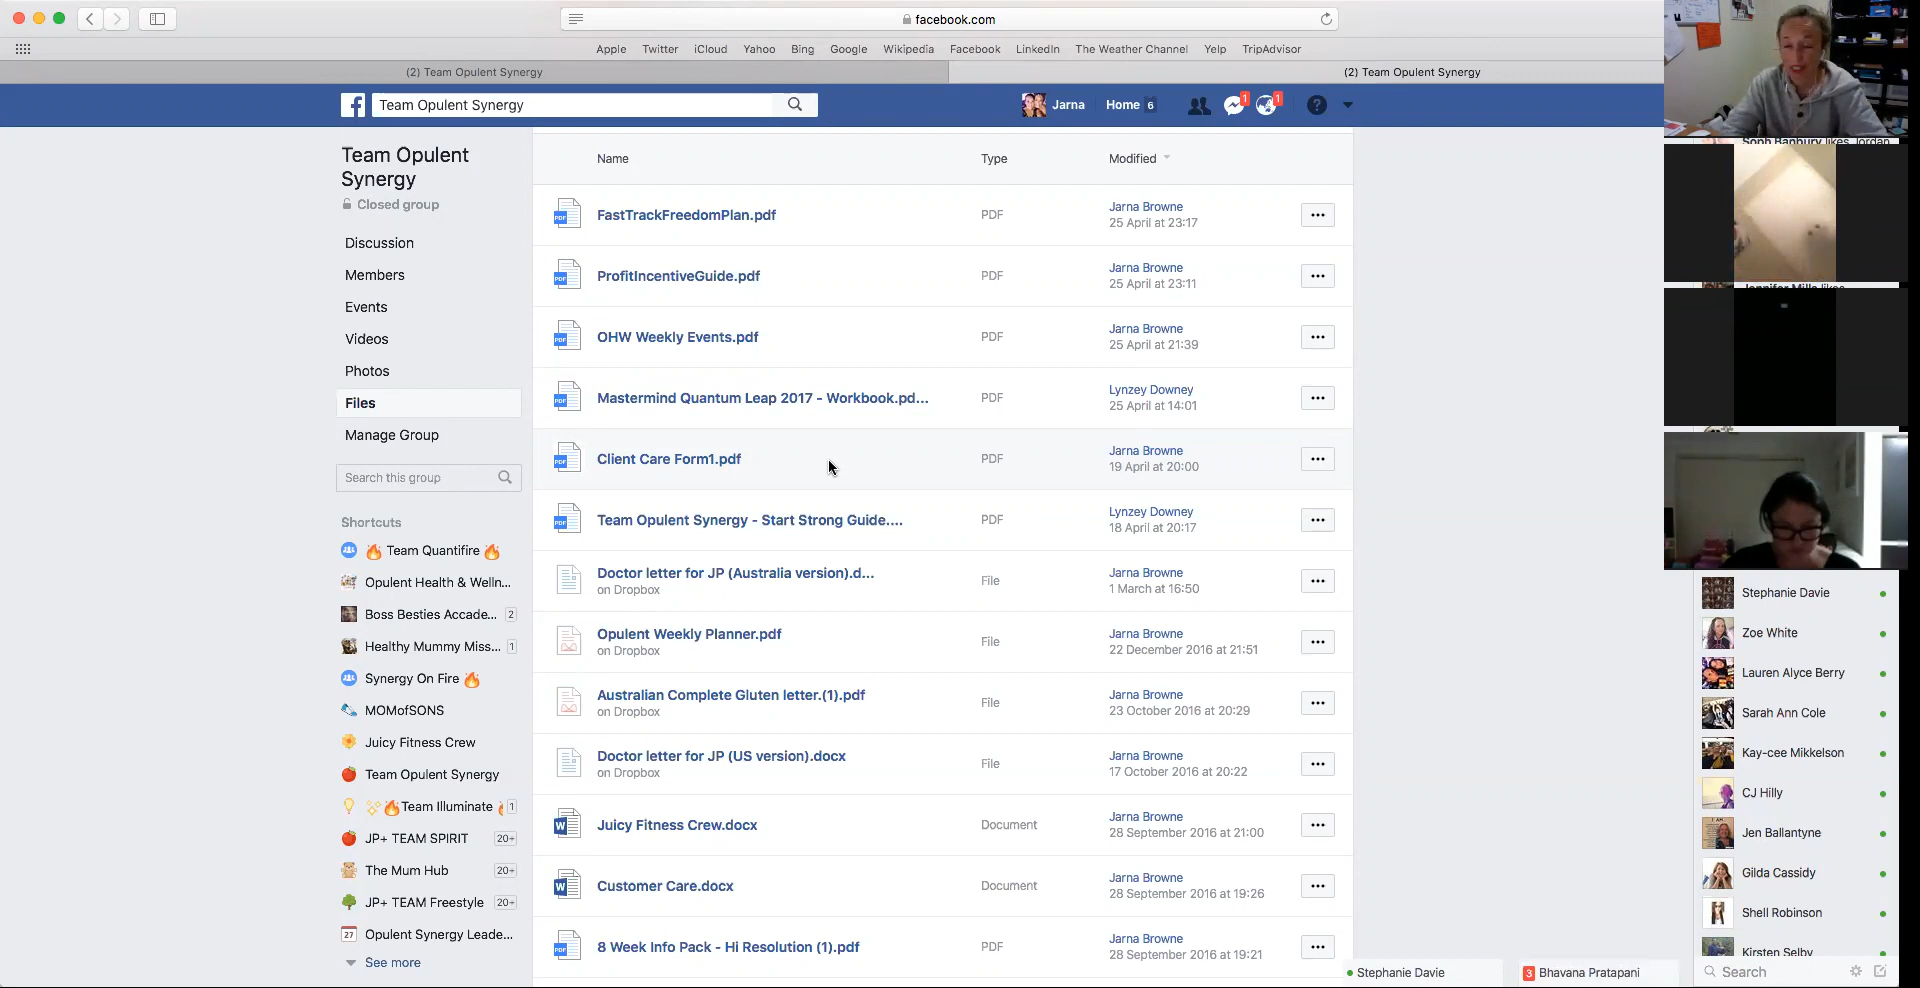 facebook.com
Apple Twitter iCloud Yahoo Bing Google Wikipedia Facebook LinkedIn The Weather Channel Yelp TripAdvisor
(2) Team Opulent Synergy
(2) Team Opulent Synergy
Team Opulent Synergy
Jarna
Home 6
1
1
Team Opulent
Synergy
Closed group
Discussion
Members
Events
Videos
Photos
Files
Manage Group
Search this group
Shortcuts
Team Quantifire
Opulent Health & Welln...
Boss Besties Accade... 2
Healthy Mummy Miss... 1
Synergy On Fire
MOMofSONS
Juicy Fitness Crew
Team Opulent Synergy
Team Illuminate 1
JP+ TEAM SPIRIT 20+
The Mum Hub 20+
JP+ TEAM Freestyle 20+
27 Opulent Synergy Leade...
See more
Name Type Modified
FastTrackFreedomPlan.pdf PDF Jarna Browne
25 April at 23:17
ProfitIncentiveGuide.pdf PDF Jarna Browne
25 April at 23:11
OHW Weekly Events.pdf PDF Jarna Browne
25 April at 21:39
Mastermind Quantum Leap 2017 - Workbook.pd... PDF Lynzey Downey
25 April at 14:01
Client Care Form1.pdf PDF Jarna Browne
19 April at 20:00
Team Opulent Synergy - Start Strong Guide.... PDF Lynzey Downey
18 April at 20:17
Doctor letter for JP (Australia version).d... File Jarna Browne
on Dropbox 1 March at 16:50
Opulent Weekly Planner.pdf File Jarna Browne
on Dropbox 22 December 2016 at 21:51
Australian Complete Gluten letter.(1).pdf File Jarna Browne
on Dropbox 23 October 2016 at 20:29
Doctor letter for JP (US version).docx File Jarna Browne
on Dropbox 17 October 2016 at 20:22
Juicy Fitness Crew.docx Document Jarna Browne
28 September 2016 at 21:00
Customer Care.docx Document Jarna Browne
28 September 2016 at 19:26
8 Week Info Pack - Hi Resolution (1).pdf PDF Jarna Browne
28 September 2016 at 19:21
Soph Banbury likes Jordan
Jennifer Mills likes
Stephanie Davie
Zoe White
Lauren Alyce Berry
Sarah Ann Cole
Kay-cee Mikkelson
CJ Hilly
Jen Ballantyne
Gilda Cassidy
Shell Robinson
Kirsten Selby
Search
Stephanie Davie
3 Bhavana Pratapani